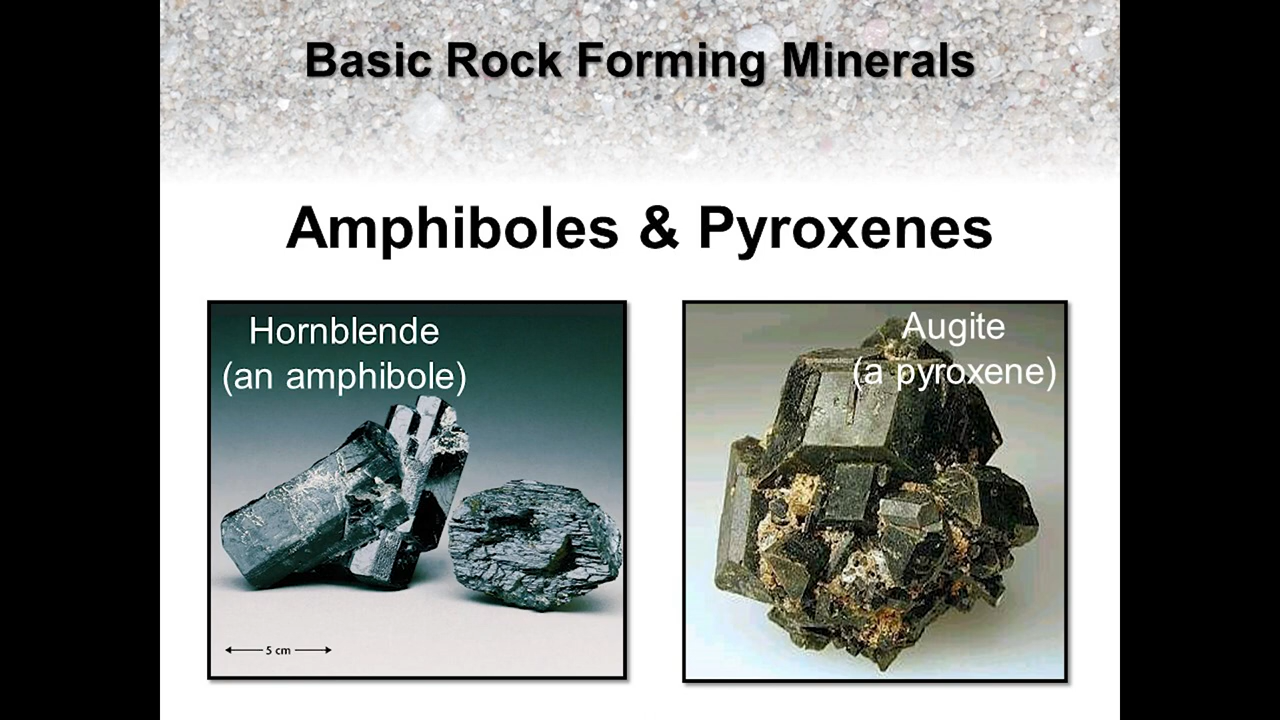 Basic Rock Forming Minerals
Amphiboles & Pyroxenes
Hornblende
(an amphibole)
5 cm
Augite
(a pyroxene)